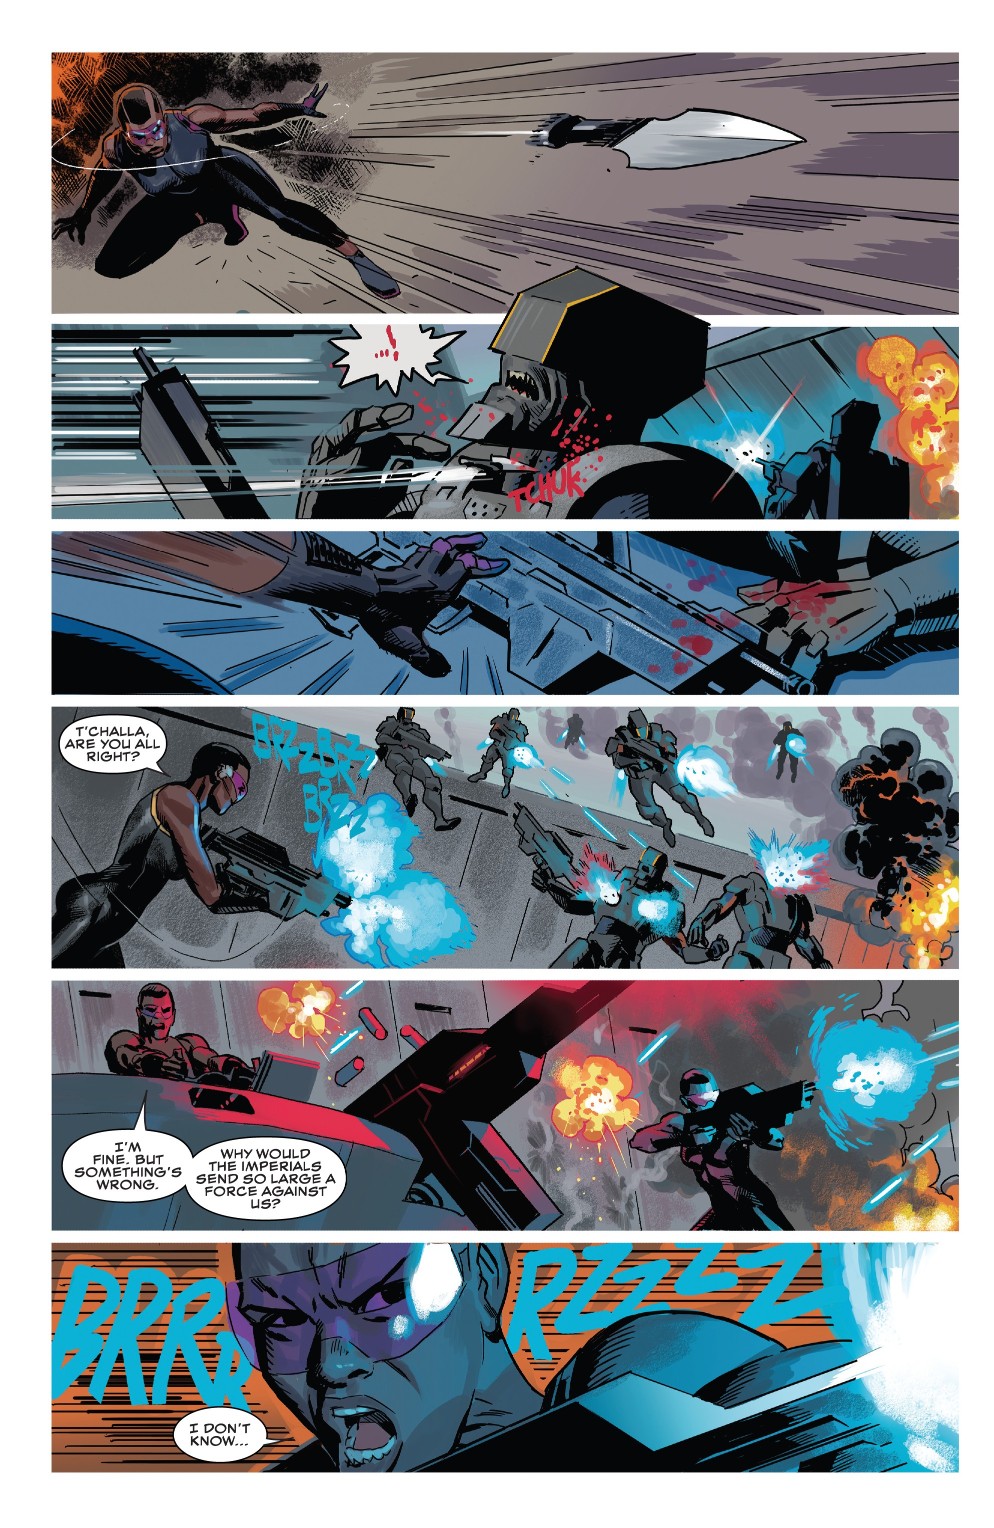 ...!
TCHUK
T'CHALLA,
ARE YOU ALL
RIGHT?
BRZZBRZZ
BRZZ
I'M
FINE. BUT
SOMETHING'S
WRONG.
WHY WOULD
THE IMPERIALS
SEND SO LARGE A
FORCE AGAINST
US?
BRRR
RZZZZ
I DON'T
KNOW...